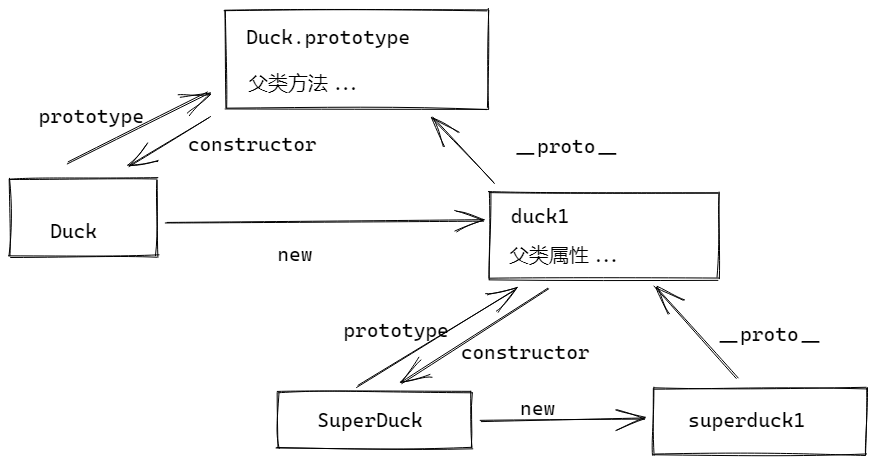 Duck.prototype
父类方法 ...
prototype
constructor
__proto__
Duck
duck1
父类属性 ...
new
prototype
constructor
__proto__
SuperDuck
new
superduck1